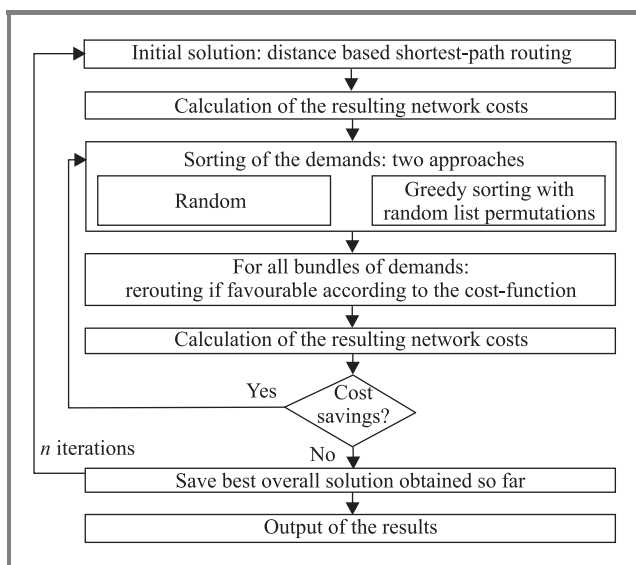 Initial solution: distance based shortest-path routing
Calculation of the resulting network costs
Sorting of the demands: two approaches
Random
Greedy sorting with
random list permutations
For all bundles of demands:
rerouting if favourable according to the cost-function
Calculation of the resulting network costs
Yes
Cost
savings?
n iterations
No
Save best overall solution obtained so far
Output of the results